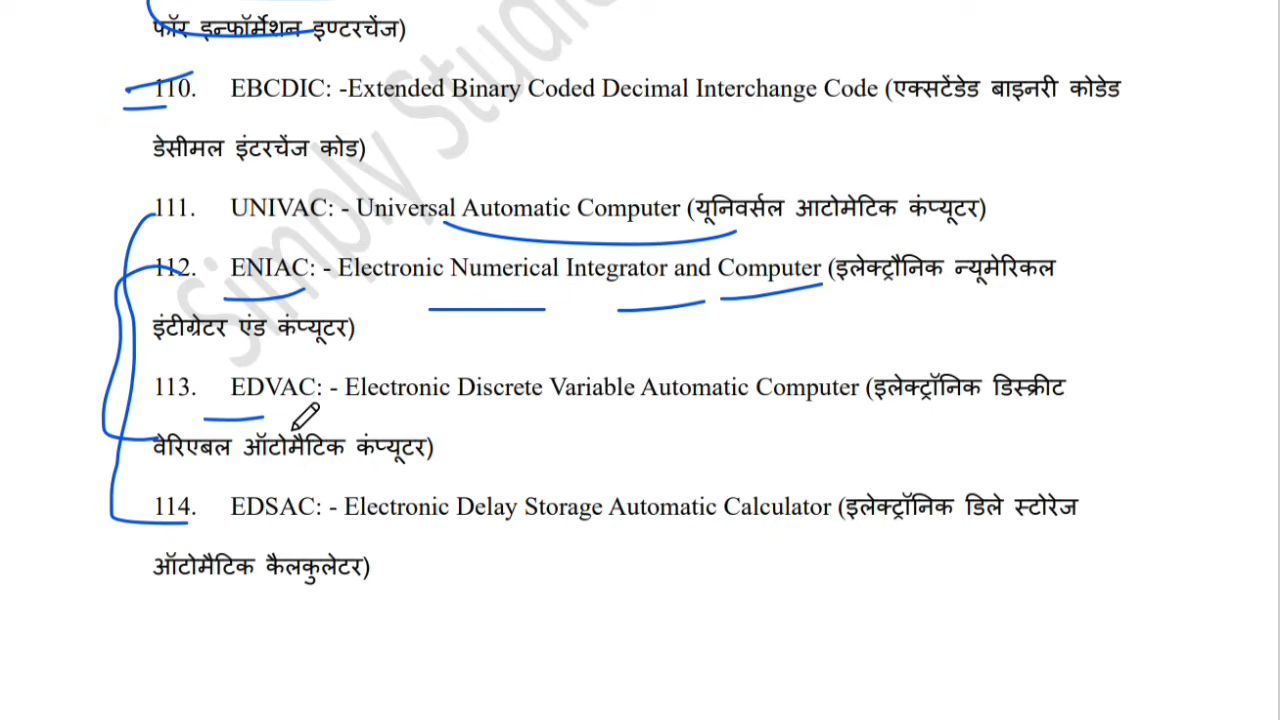 फॉर इन्फॉर्मेशन इण्टरचेंज)
110. EBCDIC: -Extended Binary Coded Decimal Interchange Code (एक्सटेंडेड बाइनरी कोडेड
डेसीमल इंटरचेंज कोड)
111. UNIVAC: - Universal Automatic Computer (यूनिवर्सल आटोमेटिक कंप्यूटर)
112. ENIAC: - Electronic Numerical Integrator and Computer (इलेक्ट्रौनिक न्यूमेरिकल
इंटीग्रेटर एंड कंप्यूटर)
113. EDVAC: - Electronic Discrete Variable Automatic Computer (इलेक्ट्रॉनिक डिस्क्रीट
वेरिएबल ऑटोमैटिक कंप्यूटर)
114. EDSAC: - Electronic Delay Storage Automatic Calculator (इलेक्ट्रॉनिक डिले स्टोरेज
ऑटोमैटिक कैलकुलेटर)
Simply